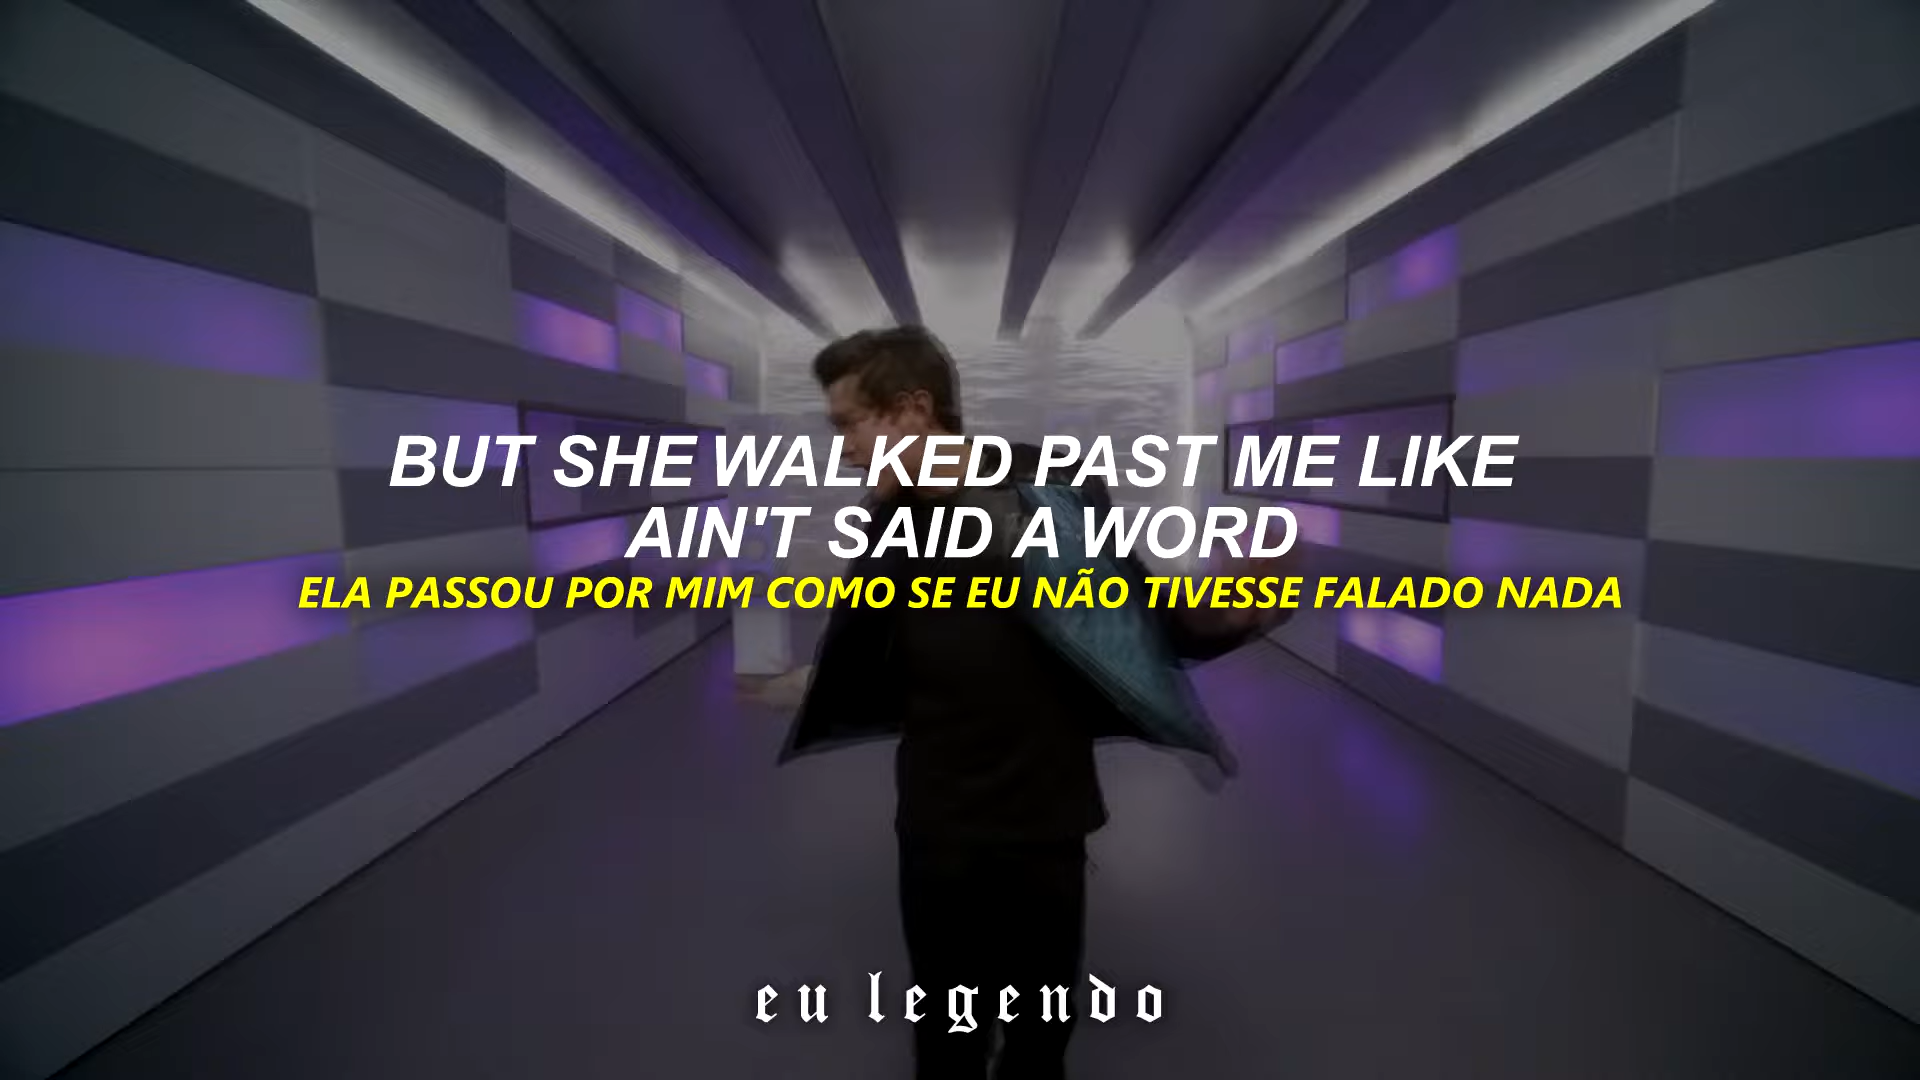 BUT SHE WALKED PAST ME LIKE
AIN'T SAID A WORD
ELA PASSOU POR MIM COMO SE EU NÃO TIVESSE FALADO NADA
eu legendo